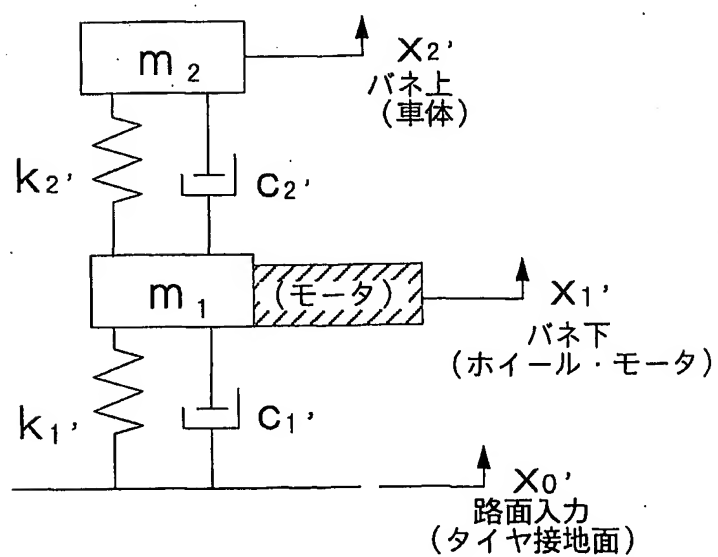 m₂
x₂'
バネ上
(車体)
k₂'
c₂'
m₁
(モータ)
x₁'
バネ下
(ホイール・モータ)
k₁'
c₁'
x₀'
路面入力
(タイヤ接地面)